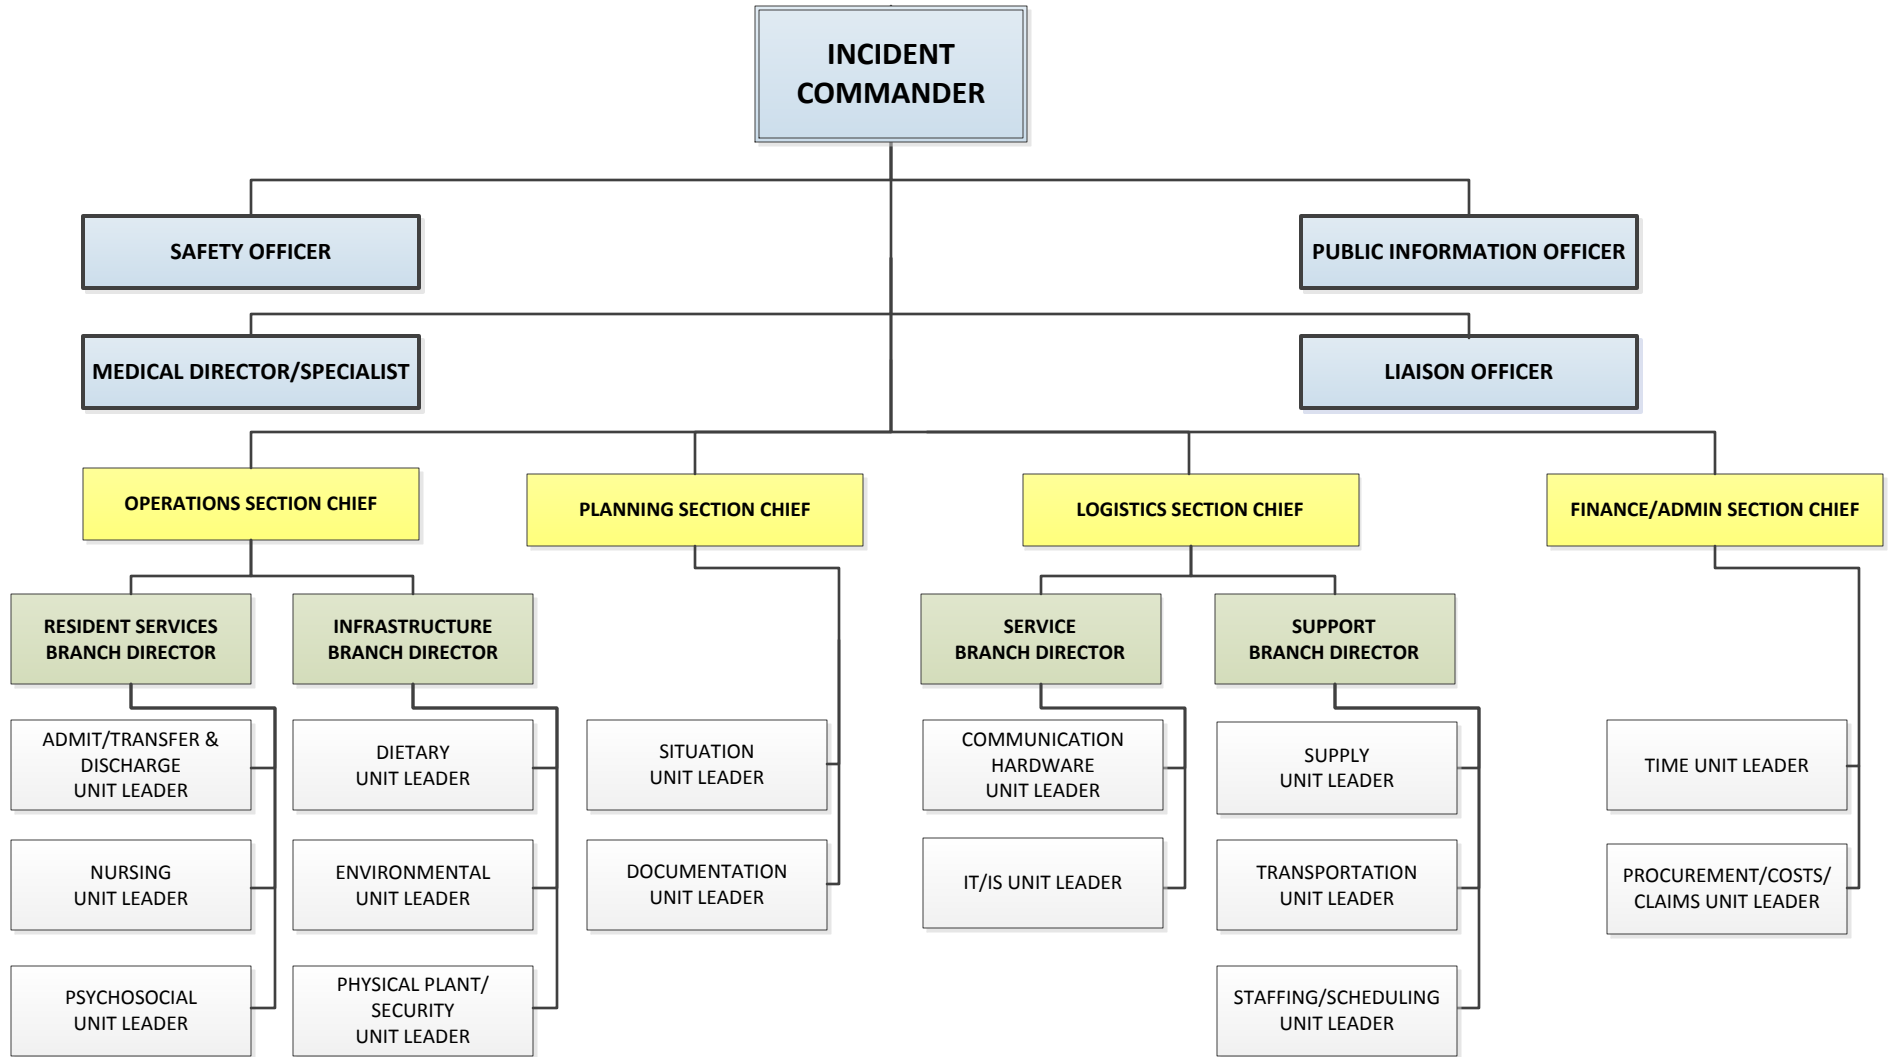 INCIDENT
COMMANDER
SAFETY OFFICER
PUBLIC INFORMATION OFFICER
MEDICAL DIRECTOR/SPECIALIST
LIAISON OFFICER
OPERATIONS SECTION CHIEF
PLANNING SECTION CHIEF
LOGISTICS SECTION CHIEF
FINANCE/ADMIN SECTION CHIEF
RESIDENT SERVICES
BRANCH DIRECTOR
INFRASTRUCTURE
BRANCH DIRECTOR
SERVICE
BRANCH DIRECTOR
SUPPORT
BRANCH DIRECTOR
ADMIT/TRANSFER &
DISCHARGE
UNIT LEADER
DIETARY
UNIT LEADER
SITUATION
UNIT LEADER
COMMUNICATION
HARDWARE
UNIT LEADER
SUPPLY
UNIT LEADER
TIME UNIT LEADER
NURSING
UNIT LEADER
ENVIRONMENTAL
UNIT LEADER
DOCUMENTATION
UNIT LEADER
IT/IS UNIT LEADER
TRANSPORTATION
UNIT LEADER
PROCUREMENT/COSTS/
CLAIMS UNIT LEADER
PSYCHOSOCIAL
UNIT LEADER
PHYSICAL PLANT/
SECURITY
UNIT LEADER
STAFFING/SCHEDULING
UNIT LEADER